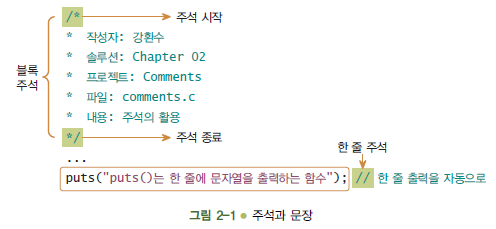 /* 주석 시작
* 작성자: 강환수
* 솔루션: Chapter 02
블록 주석
* 프로젝트: Comments
* 파일: comments.c
* 내용: 주석의 활용
*/ 주석 종료
...
한 줄 주석
puts("puts()는 한 줄에 문자열을 출력하는 함수"); // 한 줄 출력을 자동으로
그림 2-1 ● 주석과 문장